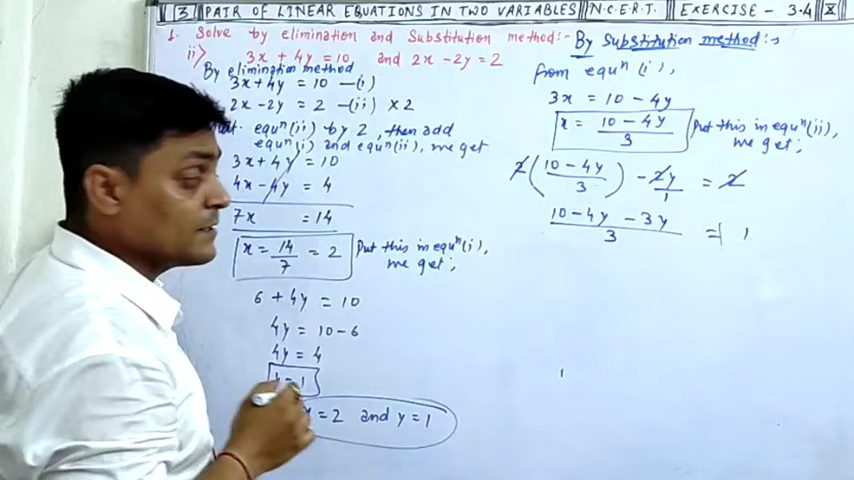 3 PAIR OF LINEAR EQUATIONS IN TWO VARIABLES N.C.E.R.T. EXERCISE - 3.4 X
1. Solve by elimination and Substitution method:-
ii> 3x + 4y = 10 and 2x - 2y = 2
By elimination method
3x + 4y = 10 —(i)
2x - 2y = 2 —(ii) × 2
equⁿ(ii) by 2, then add
equⁿ(i) and equⁿ(ii), we get
3x + 4y = 10
4x - 4y = 4
7x = 14
x = 14/7 = 2 Put this in equⁿ(i), we get;
6 + 4y = 10
4y = 10 - 6
4y = 4
= 1
x = 2 and y = 1
By Substitution method:→
from equⁿ (i),
3x = 10 - 4y
x = (10 - 4y)/3 Put this in equⁿ(ii), we get;
2((10 - 4y)/3) - 2y/1 = 2
(10 - 4y - 3y)/3 = 1